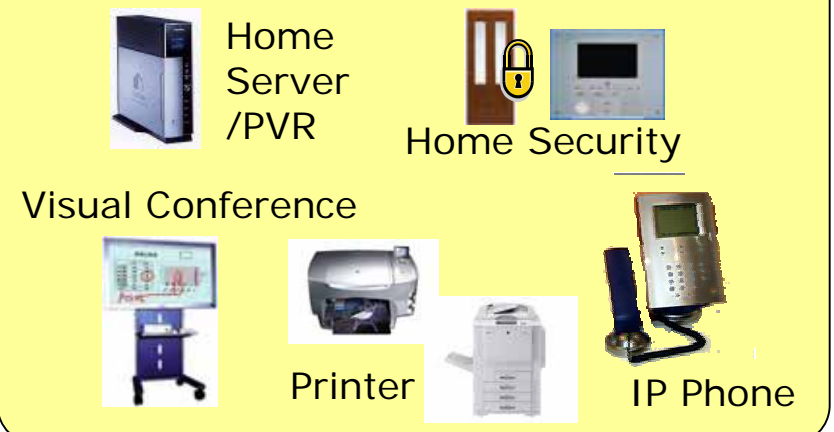 Home
Server
/PVR
Home Security
Visual Conference
Printer
IP Phone